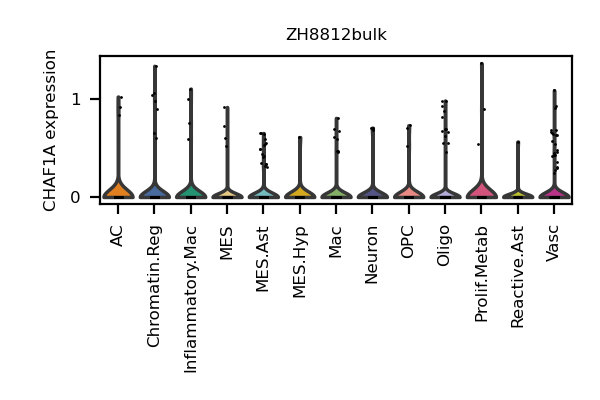 ZH8812bulk
CHAF1A expression
1
0
AC
Chromatin.Reg
Inflammatory.Mac
MES
MES.Ast
MES.Hyp
Mac
Neuron
OPC
Oligo
Prolif.Metab
Reactive.Ast
Vasc